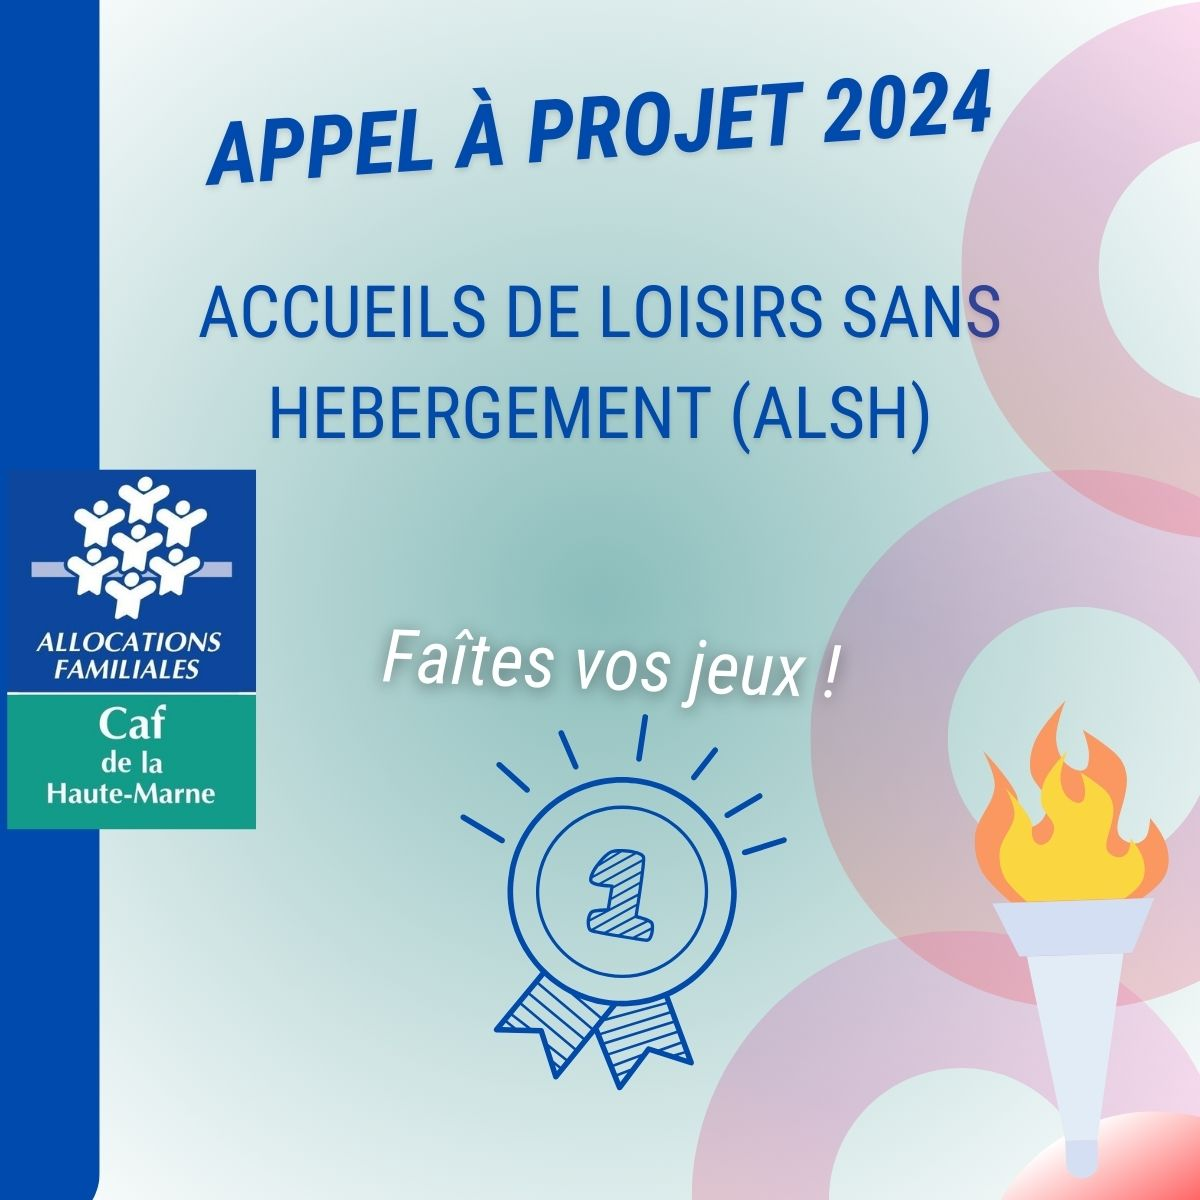 APPEL À PROJET 2024
ACCUEILS DE LOISIRS SANS
HEBERGEMENT (ALSH)
ALLOCATIONS
FAMILIALES
Caf
de la
Haute-Marne
Faîtes vos jeux !
1